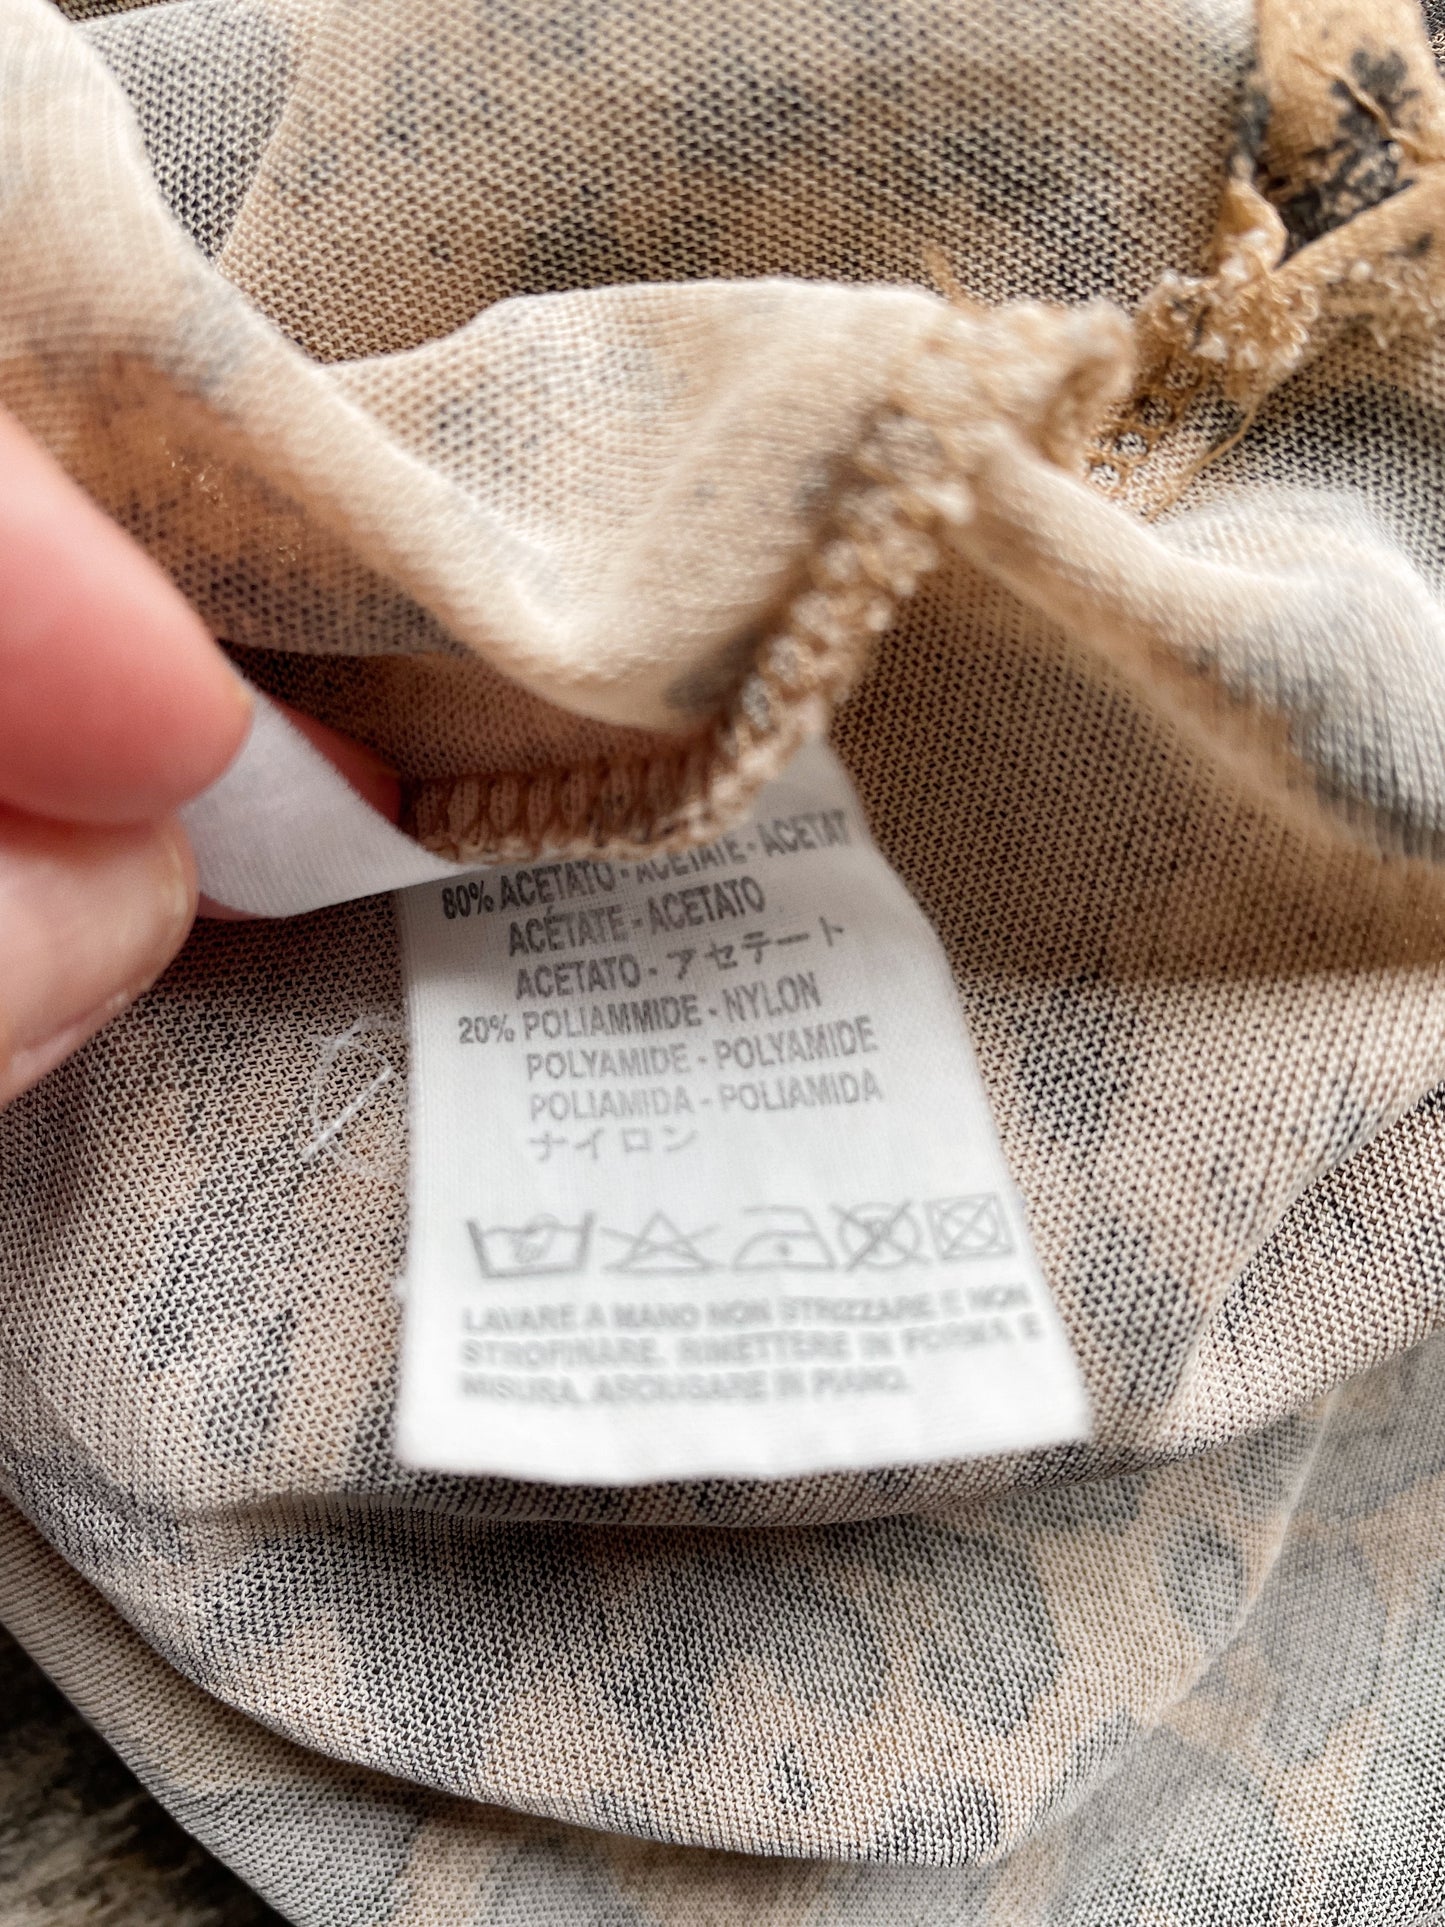 80% ACETATO - ACETATE - ACETAT
ACÉTATE - ACETATO
ACETATO - アセテート
20% POLIAMMIDE - NYLON
POLYAMIDE - POLYAMIDE
POLIAMIDA - POLIAMIDA
ナイロン
LAVARE A MANO NON STRIZZARE E NON
STROFINARE. RIMETTERE IN FORMA E
MISURA. ASCIUGARE IN PIANO.